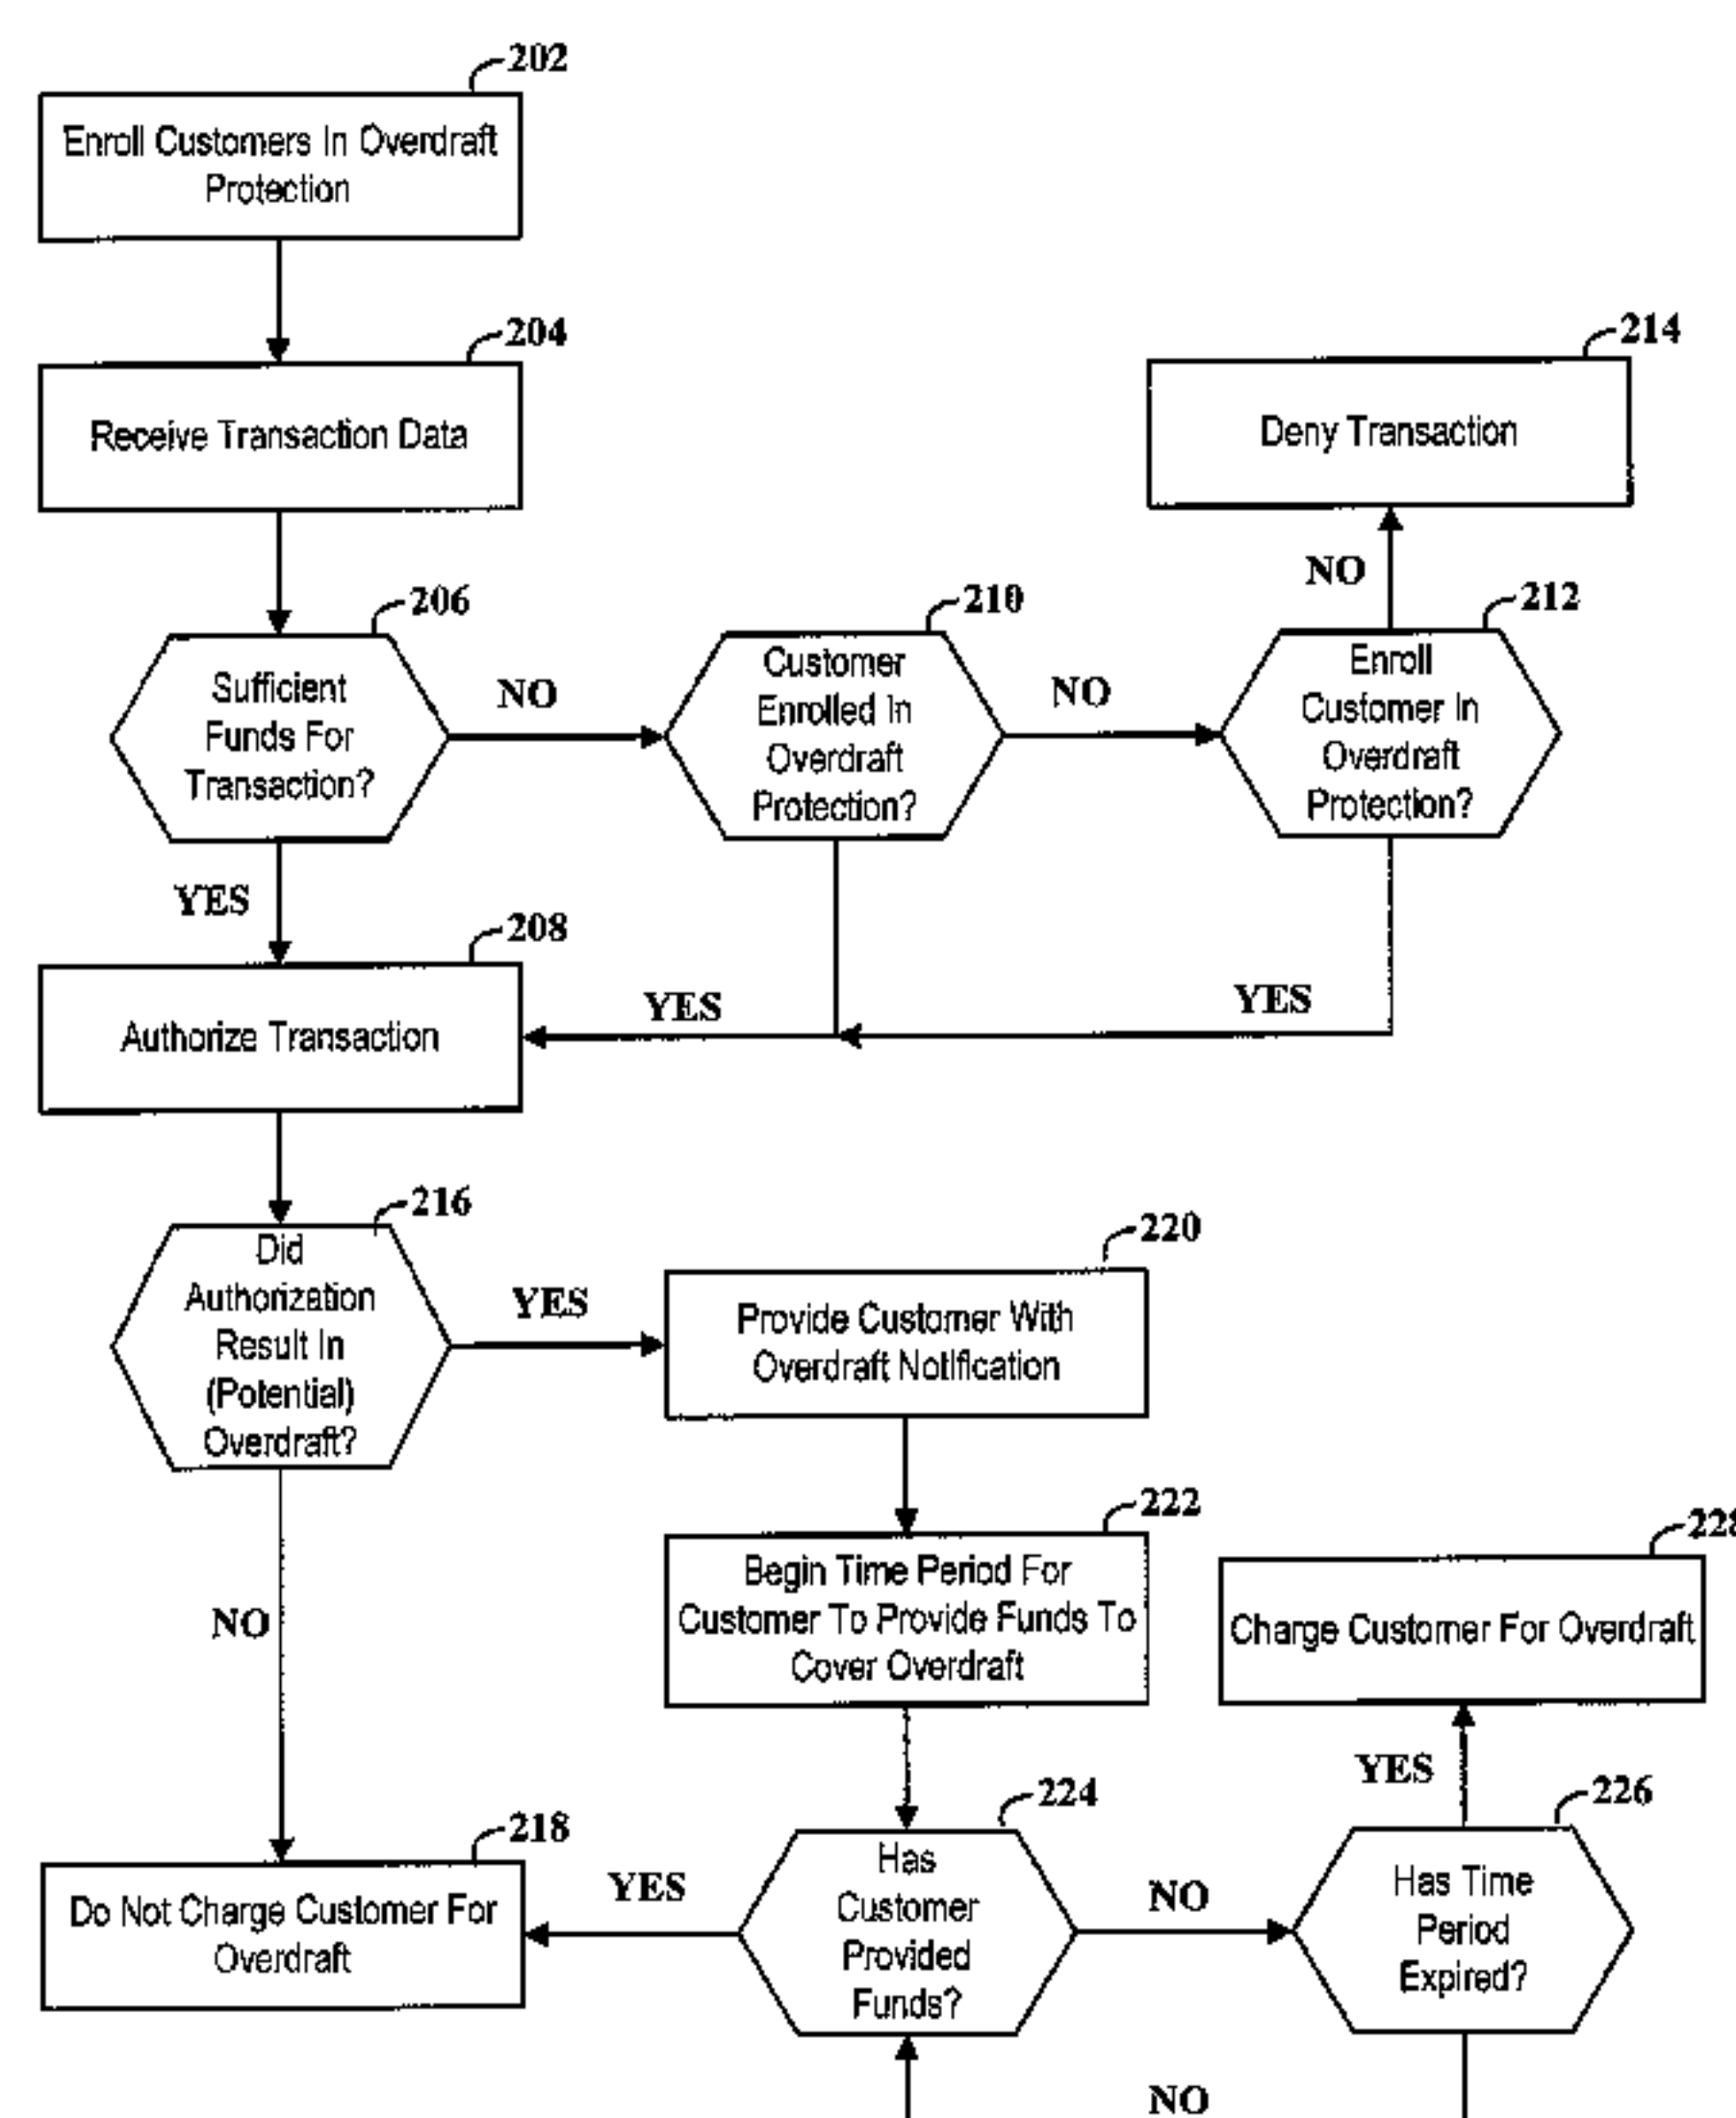 202
Enroll Customers In Overdraft
Protection
204
Receive Transaction Data
214
Deny Transaction
NO
206
Sufficient
Funds For
Transaction?
NO
210
Customer
Enrolled In
Overdraft
Protection?
NO
212
Enroll
Customer In
Overdraft
Protection?
YES
208
Authorize Transaction
YES
YES
216
Did
Authorization
Result In
(Potential)
Overdraft?
YES
220
Provide Customer With
Overdraft Notification
222
Begin Time Period For
Customer To Provide Funds To
Cover Overdraft
228
Charge Customer For Overdraft
NO
YES
218
Do Not Charge Customer For
Overdraft
YES
224
Has
Customer
Provided
Funds?
NO
226
Has Time
Period
Expired?
NO